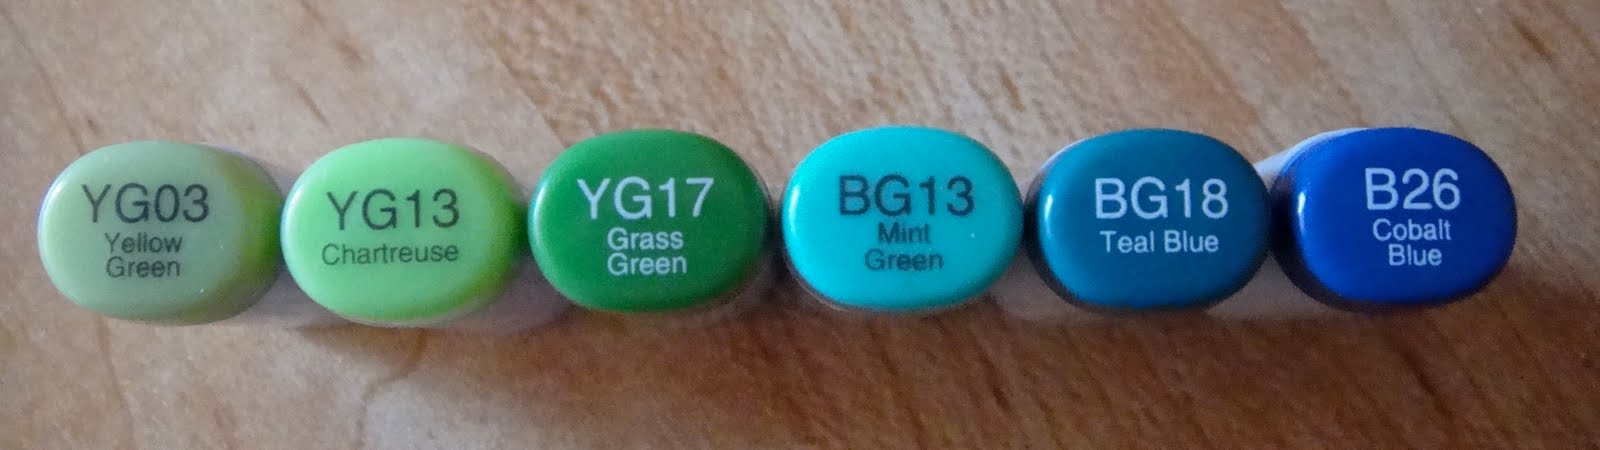 YG03
Yellow
Green
YG13
Chartreuse
YG17
Grass
Green
BG13
Mint
Green
BG18
Teal Blue
B26
Cobalt
Blue